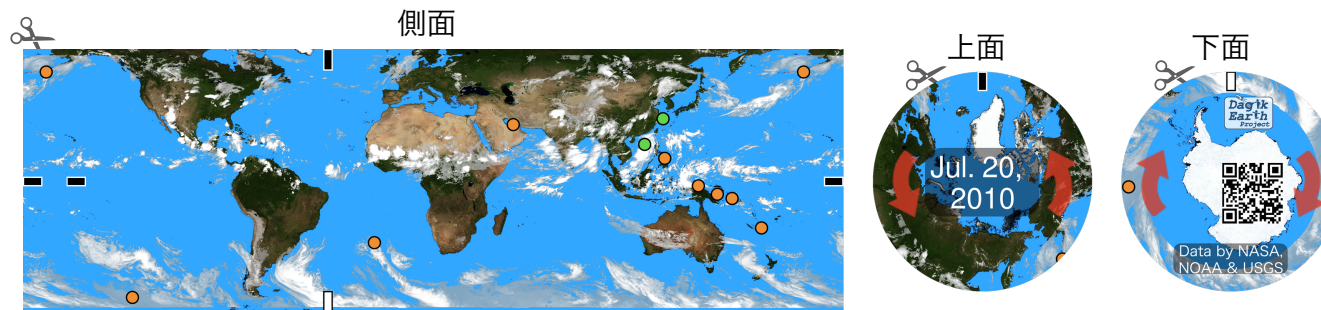 側面
上面
下面
Jul. 20,
2010
Dagik
Earth
Project
Data by NASA,
NOAA & USGS